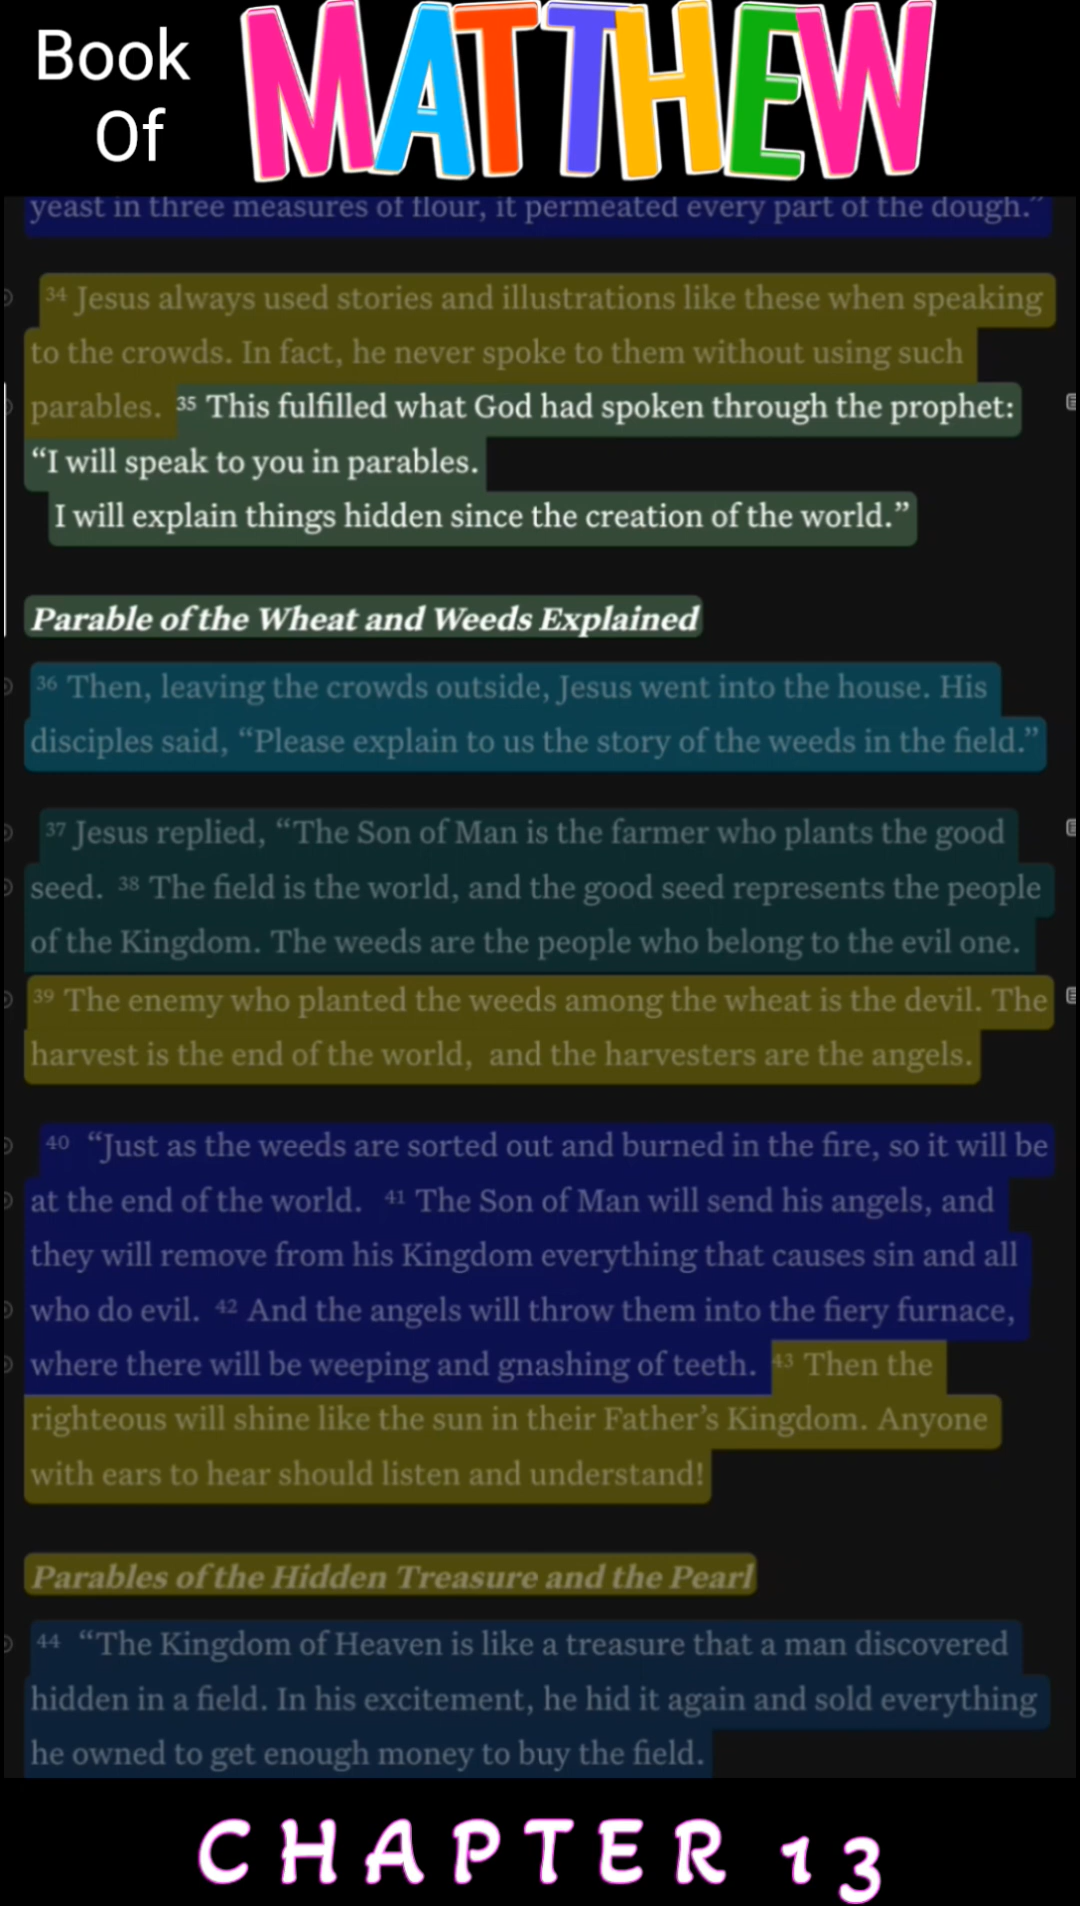 Book
Of
MATTHEW
yeast in three measures of flour, it permeated every part of the dough.”
34 Jesus always used stories and illustrations like these when speaking
to the crowds. In fact, he never spoke to them without using such
parables. 35 This fulfilled what God had spoken through the prophet:
“I will speak to you in parables.
I will explain things hidden since the creation of the world.”
Parable of the Wheat and Weeds Explained
36 Then, leaving the crowds outside, Jesus went into the house. His
disciples said, “Please explain to us the story of the weeds in the field.”
37 Jesus replied, “The Son of Man is the farmer who plants the good
seed. 38 The field is the world, and the good seed represents the people
of the Kingdom. The weeds are the people who belong to the evil one.
39 The enemy who planted the weeds among the wheat is the devil. The
harvest is the end of the world, and the harvesters are the angels.
40 “Just as the weeds are sorted out and burned in the fire, so it will be
at the end of the world. 41 The Son of Man will send his angels, and
they will remove from his Kingdom everything that causes sin and all
who do evil. 42 And the angels will throw them into the fiery furnace,
where there will be weeping and gnashing of teeth. 43 Then the
righteous will shine like the sun in their Father’s Kingdom. Anyone
with ears to hear should listen and understand!
Parables of the Hidden Treasure and the Pearl
44 “The Kingdom of Heaven is like a treasure that a man discovered
hidden in a field. In his excitement, he hid it again and sold everything
he owned to get enough money to buy the field.
CHAPTER 13